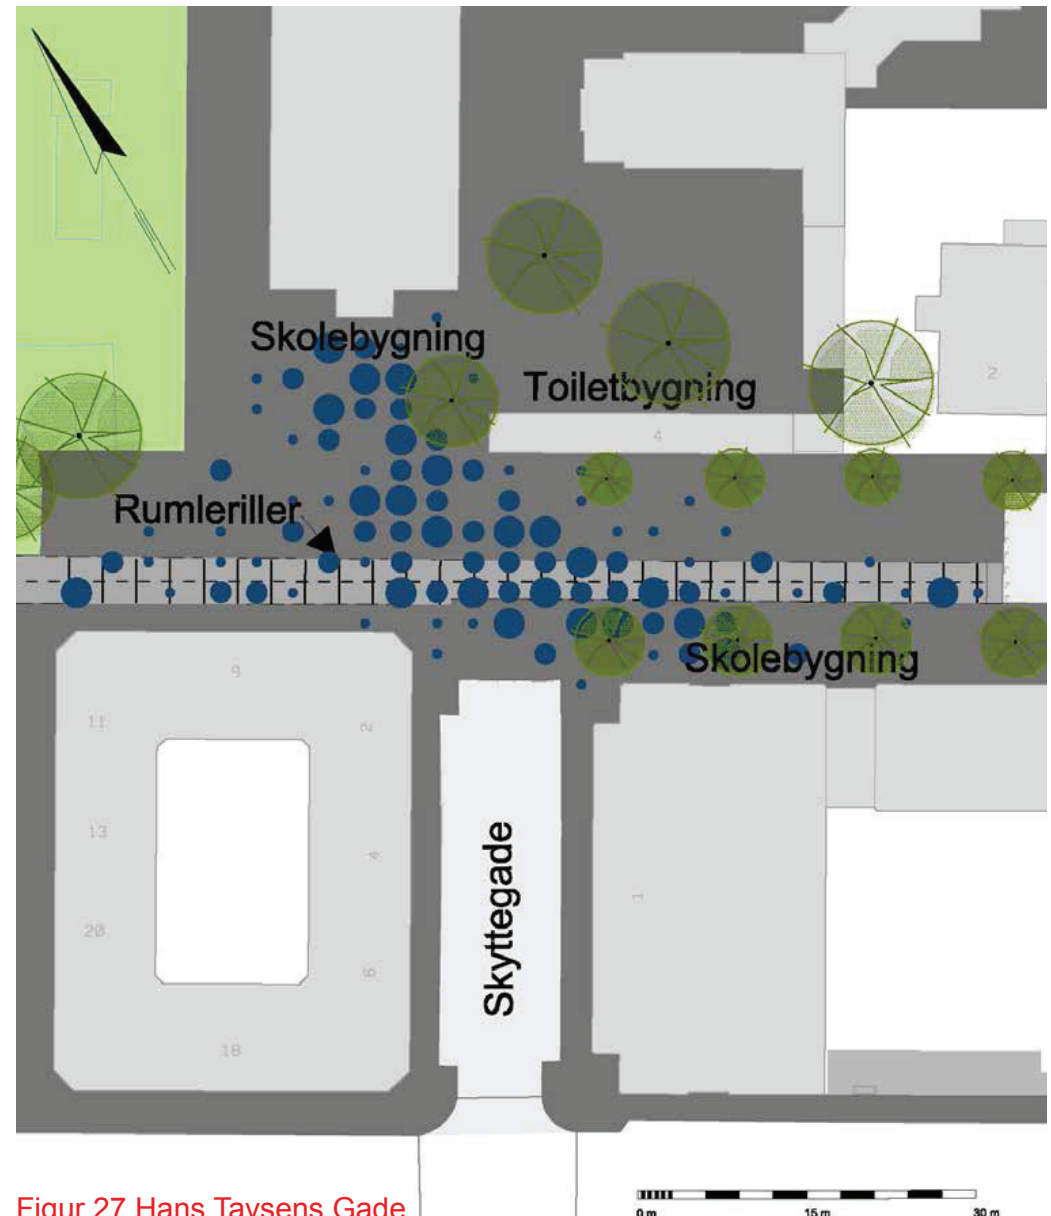 Skolebygning
2
Toiletbygning
4
Rumleriller
Skolebygning
9
11
2
13
4
Skyttegade
1
20
6
18
Figur 27 Hans Tavsens Gade
0 m 15 m 30 m